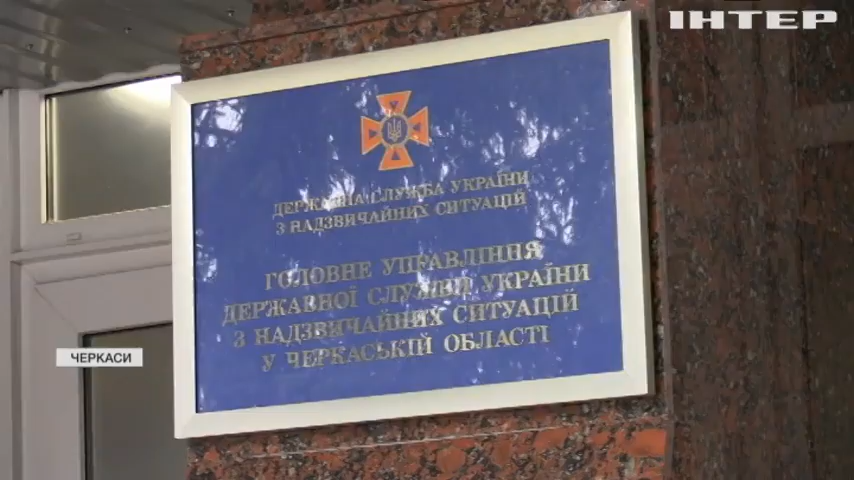 ІНТЕР
ДЕРЖАВНА СЛУЖБА УКРАЇНИ
З НАДЗВИЧАЙНИХ СИТУАЦІЙ
ГОЛОВНЕ УПРАВЛІННЯ
ДЕРЖАВНОЇ СЛУЖБИ УКРАЇНИ
З НАДЗВИЧАЙНИХ СИТУАЦІЙ
У ЧЕРКАСЬКІЙ ОБЛАСТІ
ЧЕРКАСИ